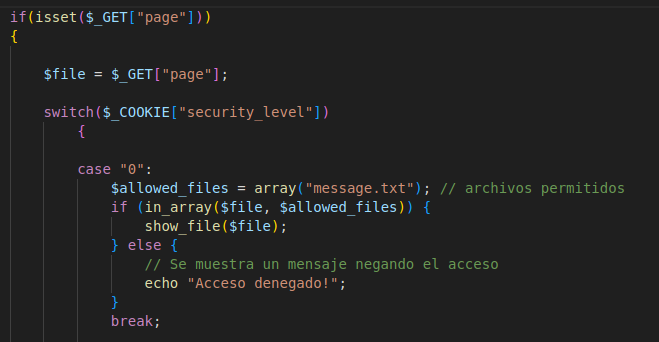 if(isset($_GET["page"]))
{
$file = $_GET["page"];
switch($_COOKIE["security_level"])
{
case "0":
$allowed_files = array("message.txt"); // archivos permitidos
if (in_array($file, $allowed_files)) {
show_file($file);
} else {
// Se muestra un mensaje negando el acceso
echo "Acceso denegado!";
}
break;